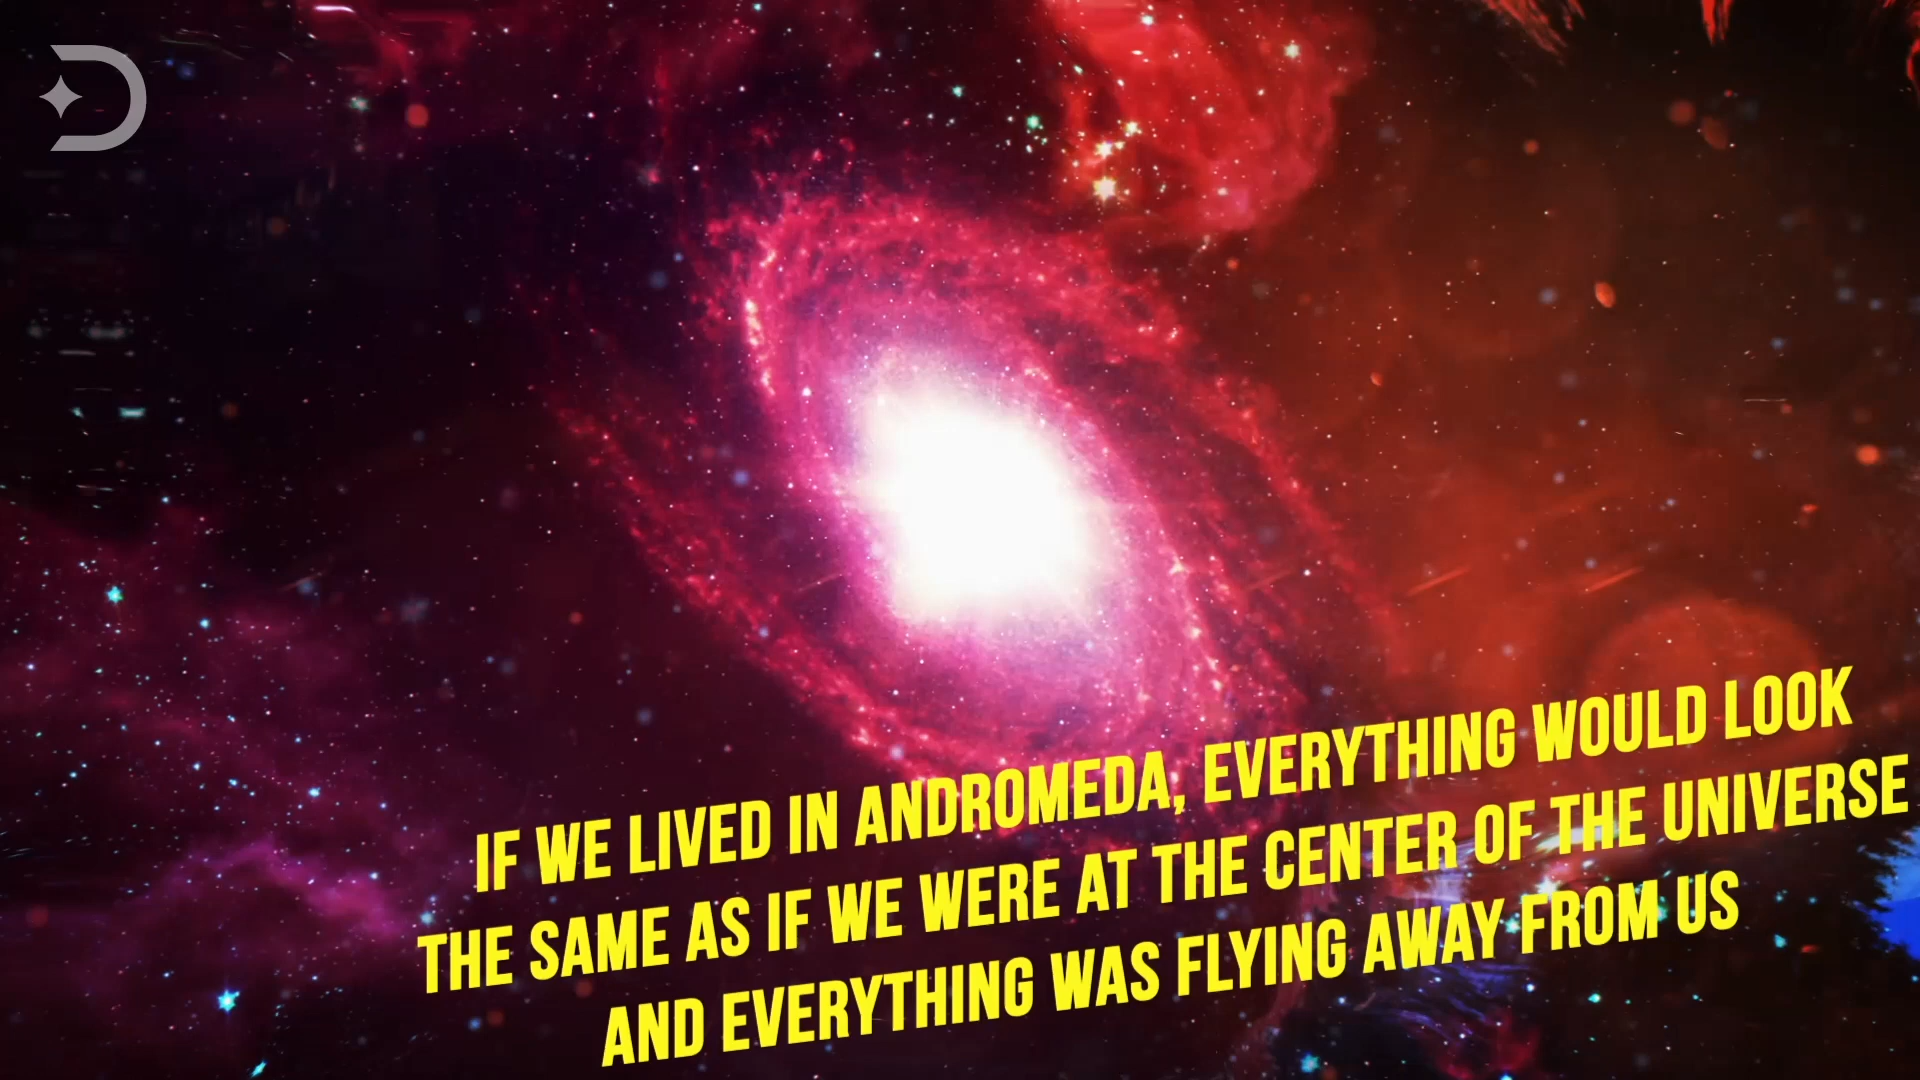 IF WE LIVED IN ANDROMEDA, EVERYTHING WOULD LOOK
THE SAME AS IF WE WERE AT THE CENTER OF THE UNIVERSE
AND EVERYTHING WAS FLYING AWAY FROM US